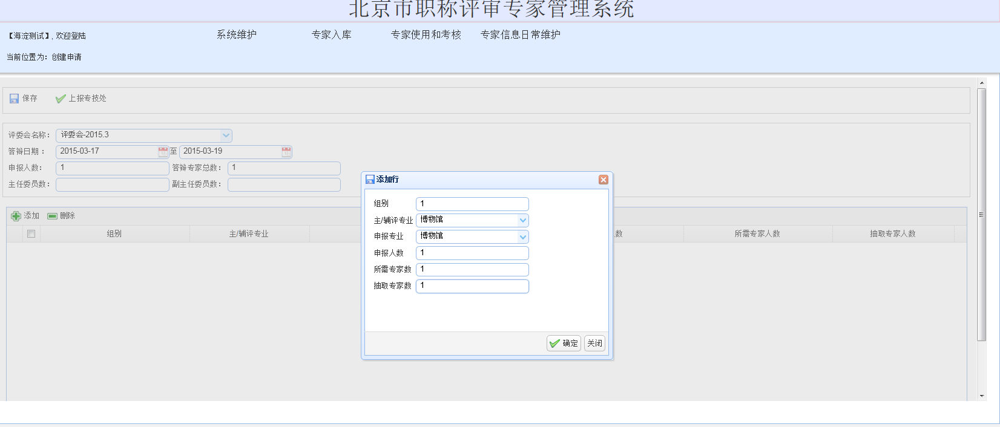 北京市职称评审专家管理系统
【海淀测试】, 欢迎登陆 系统维护 专家入库 专家使用和考核 专家信息日常维护
当前位置为：创建申请
保存 上报专技处
评委会名称： 评委会-2015.3
答辩日期： 2015-03-17 至 2015-03-19
申报人数： 1 答辩专家总数： 1
主任委员数： 副主任委员数：
添加 删除
组别 主/辅评专业 数 所需专家人数 抽取专家人数
添加行
组别 1
主/辅评专业 博物馆
申报专业 博物馆
申报人数 1
所需专家数 1
抽取专家数 1
确定 关闭